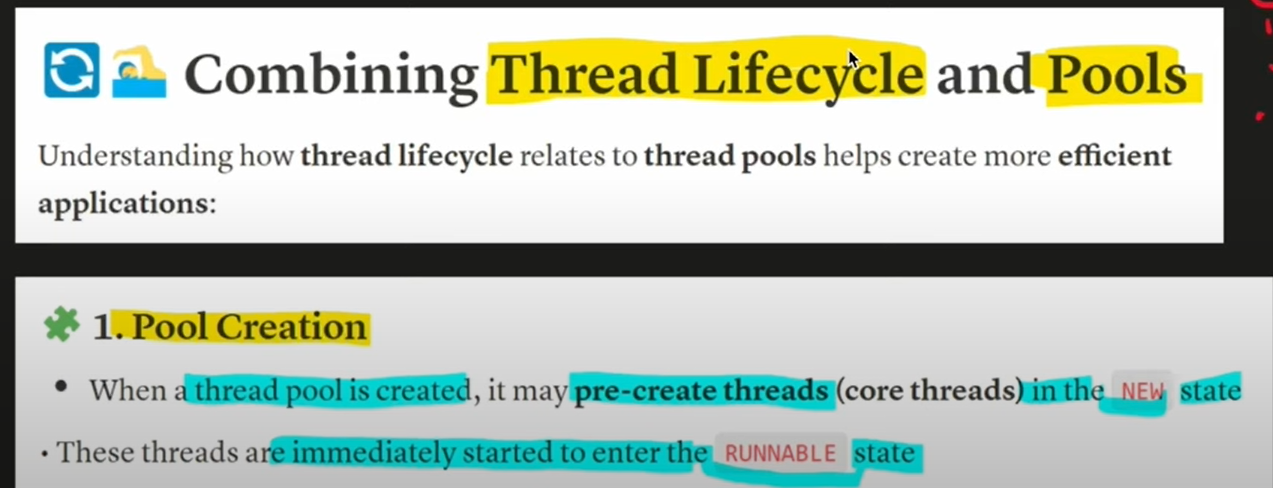 Combining Thread Lifecycle and Pools
Understanding how thread lifecycle relates to thread pools helps create more efficient
applications:
1. Pool Creation
• When a thread pool is created, it may pre-create threads (core threads) in the NEW state
• These threads are immediately started to enter the RUNNABLE state